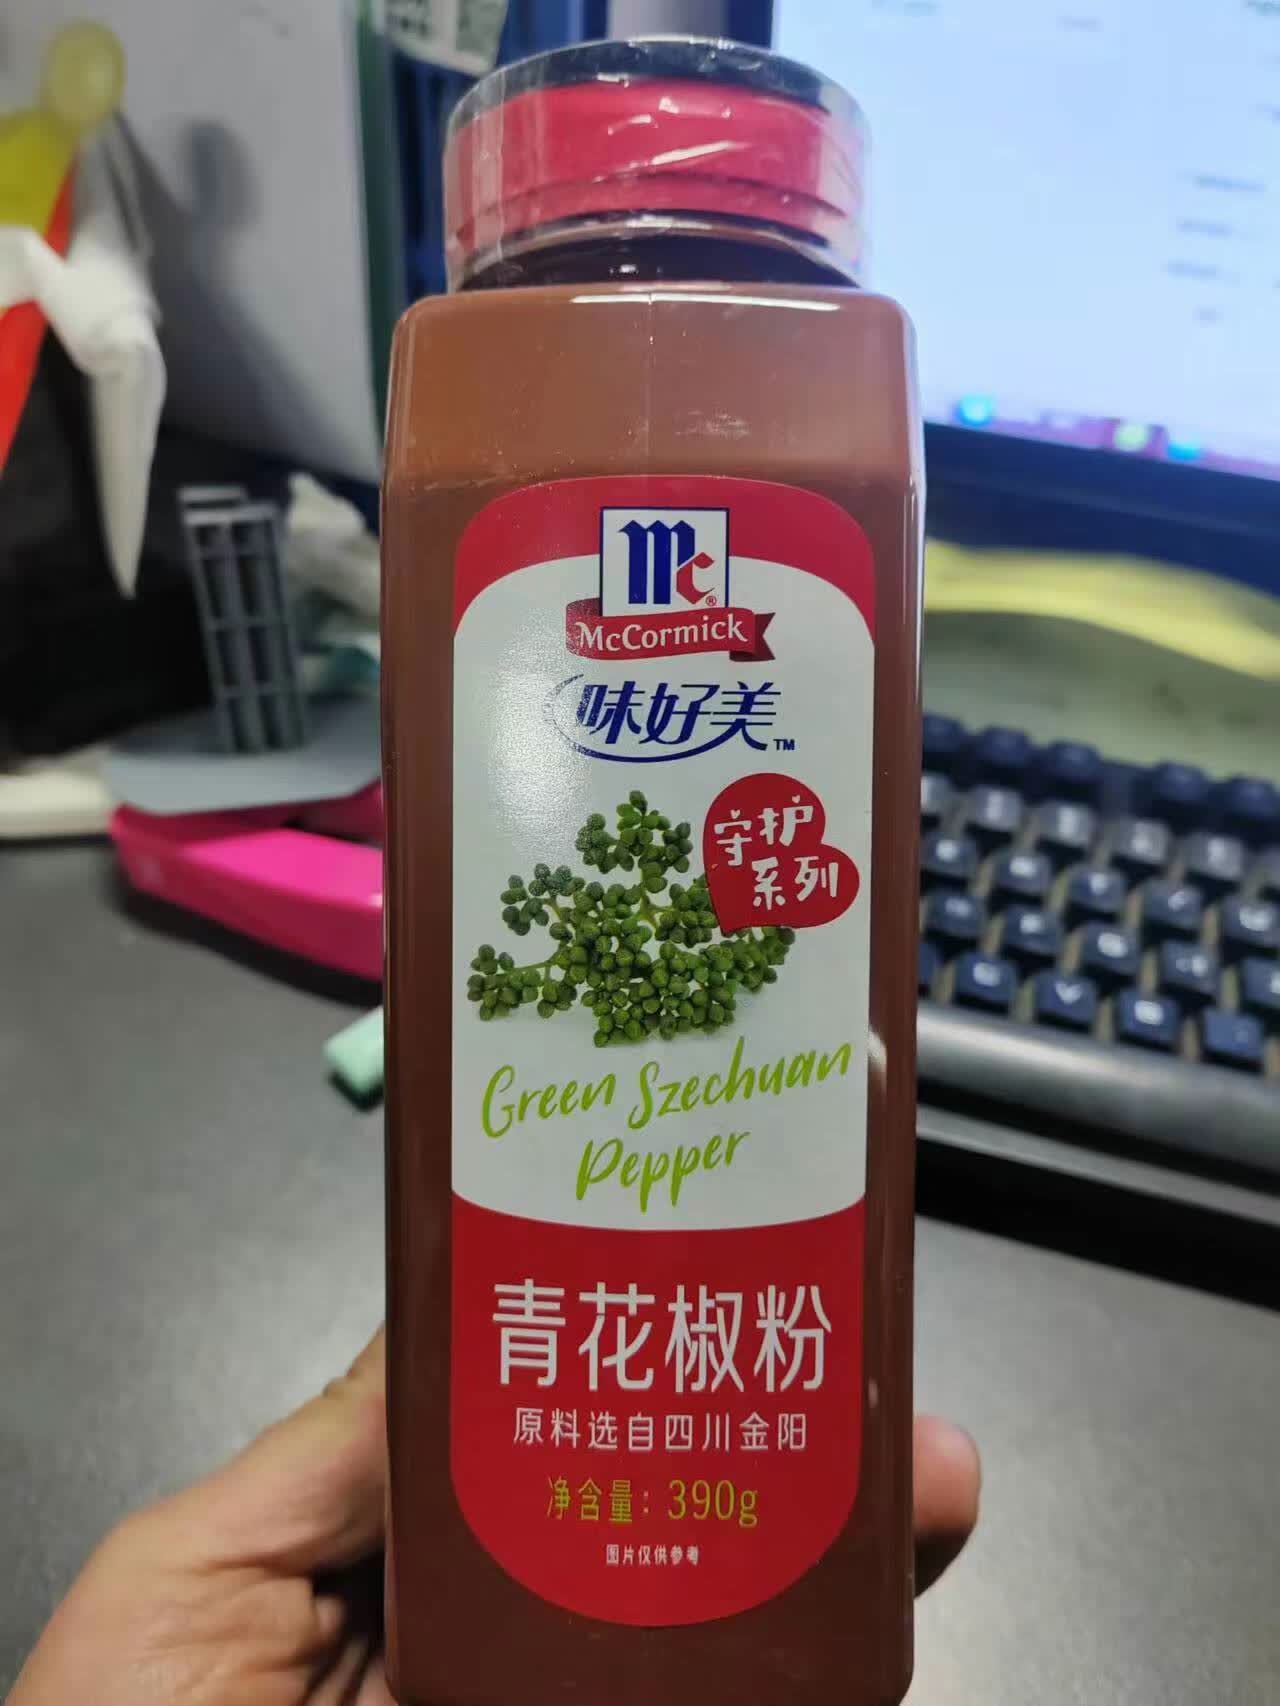 mc®
McCormick
味好美™
守护
系列
Green Szechuan
Pepper
青花椒粉
原料选自四川金阳
净含量：390g
图片仅供参考